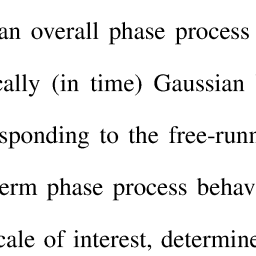 an overall phase process
cally (in time) Gaussian
sponding to the free-runn
erm phase process behav
cale of interest, determine